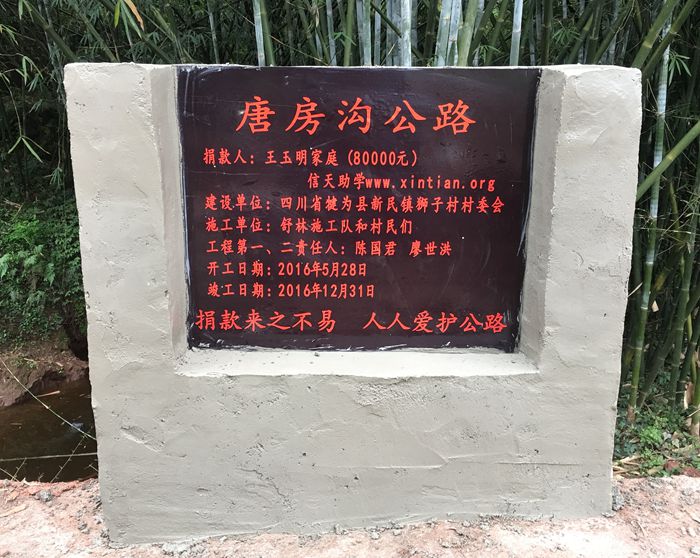 唐房沟公路
捐款人：王玉明家庭（80000元）
信天助学www.xintian.org
建设单位：四川省犍为县新民镇狮子村村委会
施工单位：舒林施工队和村民们
工程第一、二責任人：陈国君 廖世洪
开工日期：2016年5月28日
竣工日期：2016年12月31日
捐款来之不易 人人爱护公路